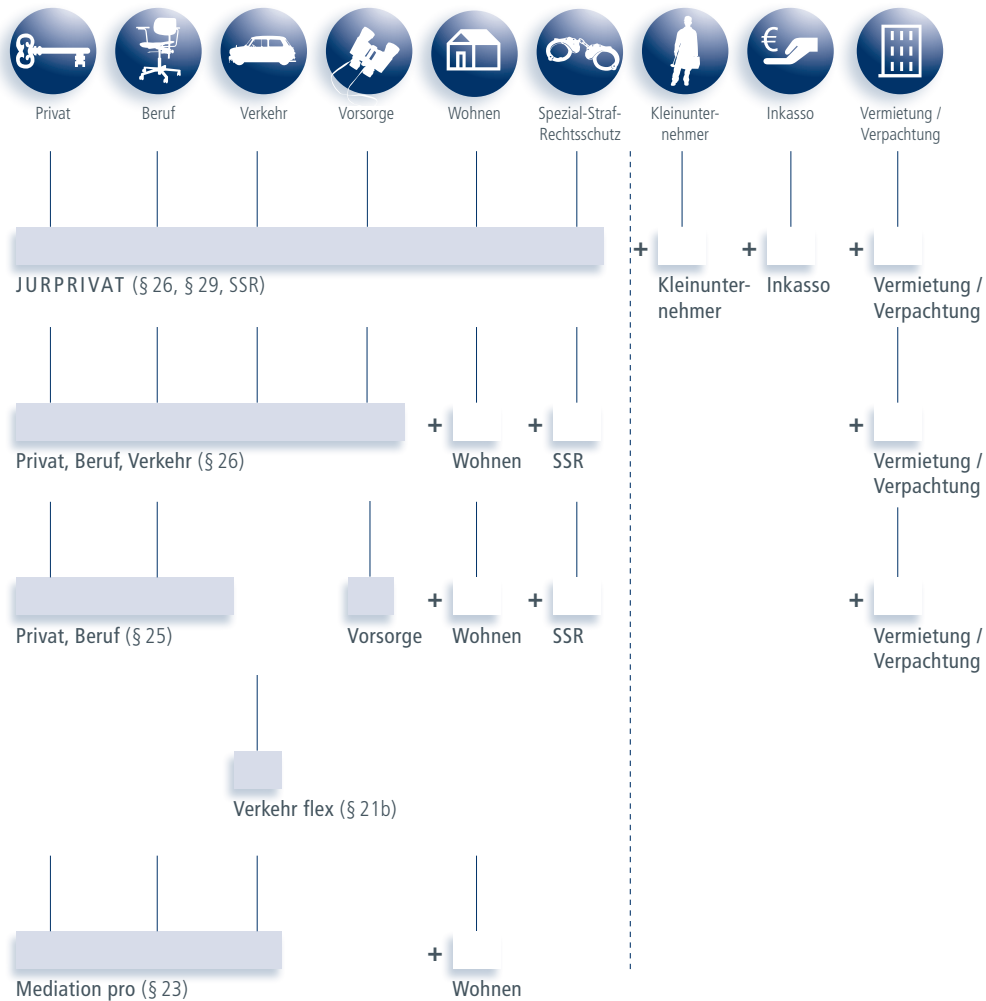 Privat
Beruf
Verkehr
Vorsorge
Wohnen
Spezial-Straf-
Rechtsschutz
Kleinunter-
nehmer
Inkasso
Vermietung /
Verpachtung
€
+
+
+
JURPRIVAT (§ 26, § 29, SSR)
Kleinunter-
nehmer
Inkasso
Vermietung /
Verpachtung
+
+
+
Privat, Beruf, Verkehr (§ 26)
Wohnen
SSR
Vermietung /
Verpachtung
+
+
+
Privat, Beruf (§ 25)
Vorsorge
Wohnen
SSR
Vermietung /
Verpachtung
Verkehr flex (§ 21b)
+
Mediation pro (§ 23)
Wohnen